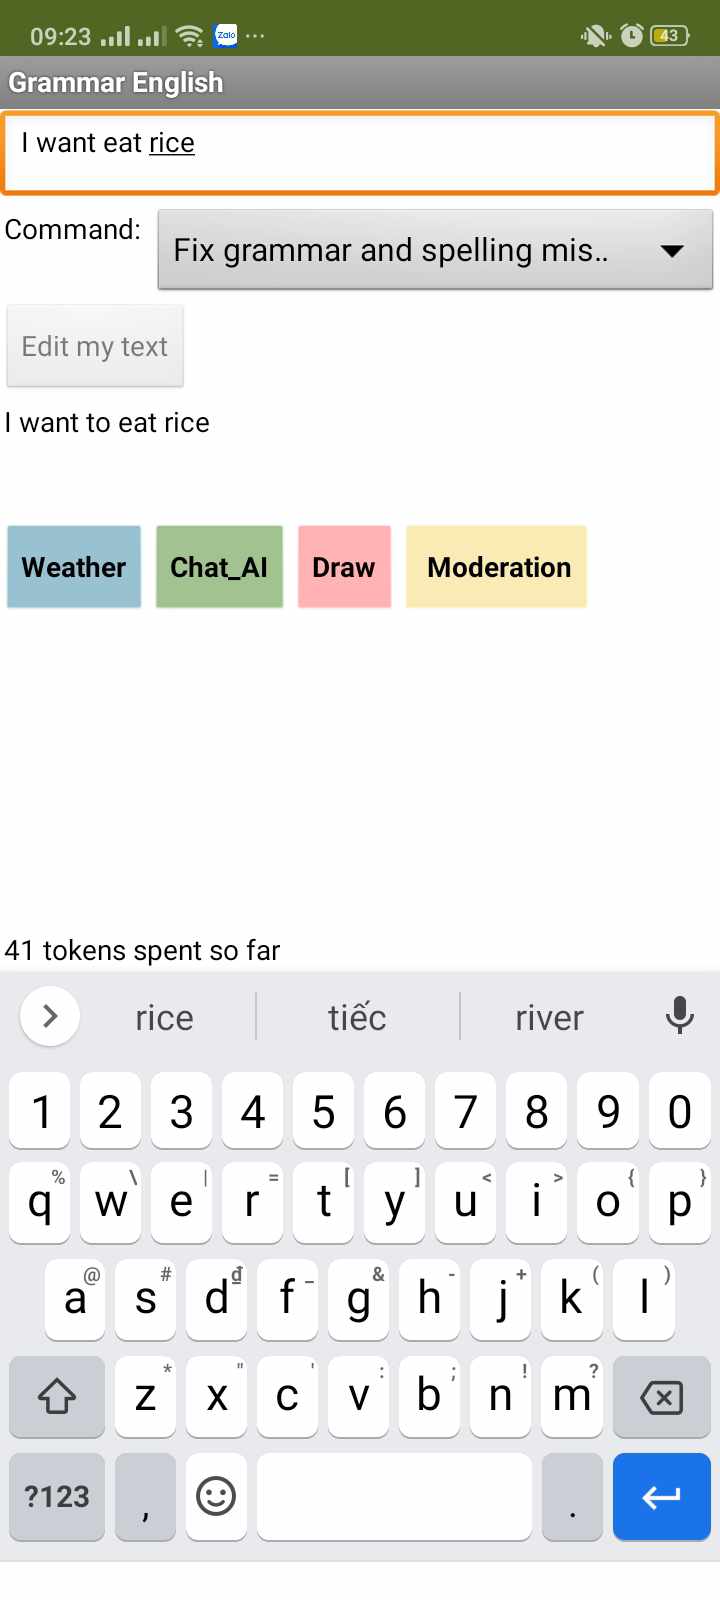 09:23 Zalo ... 43
Grammar English
I want eat rice
Command: Fix grammar and spelling mis..
Edit my text
I want to eat rice
Weather Chat_AI Draw Moderation
41 tokens spent so far
rice tiếc river
1 2 3 4 5 6 7 8 9 0
% \ | = [ ] < > { }
q w e r t y u i o p
@ # đ _ & - + ( )
a s d f g h j k l
* " ' : ; ! ?
z x c v b n m
?123 , .